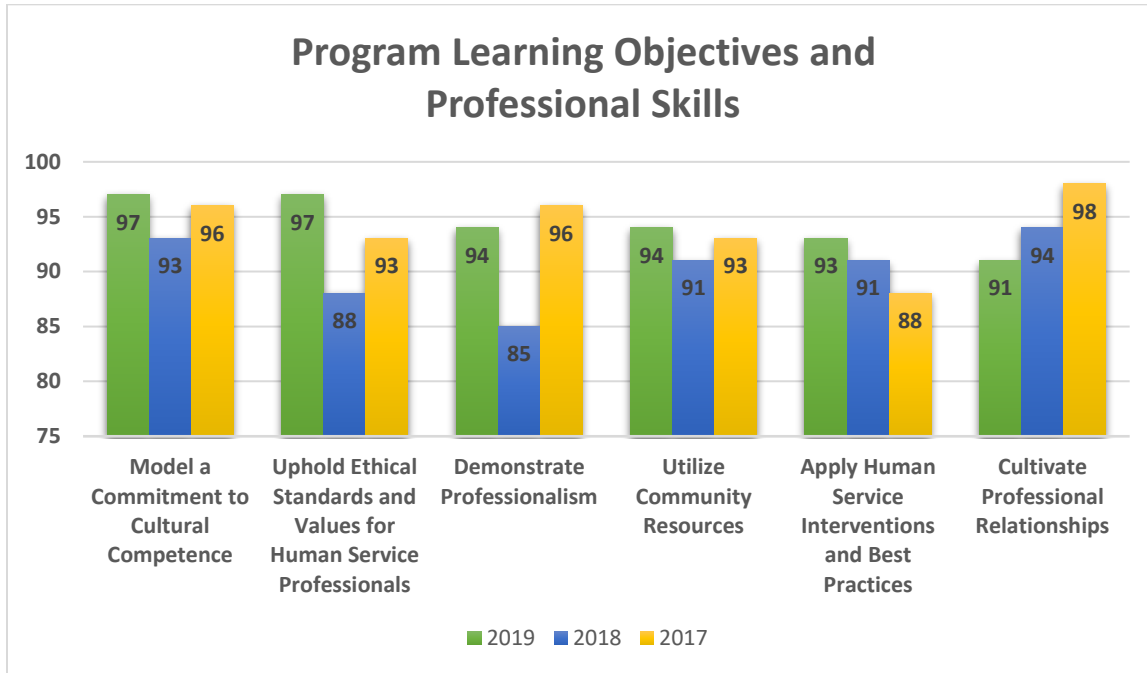 Program Learning Objectives and
Professional Skills
100
95
90
85
80
75
97
93
96
97
88
93
94
85
96
94
91
93
93
91
88
91
94
98
Model a
Commitment to
Cultural
Competence
Uphold Ethical
Standards and
Values for
Human Service
Professionals
Demonstrate
Professionalism
Utilize
Community
Resources
Apply Human
Service
Interventions
and Best
Practices
Cultivate
Professional
Relationships
2019 2018 2017